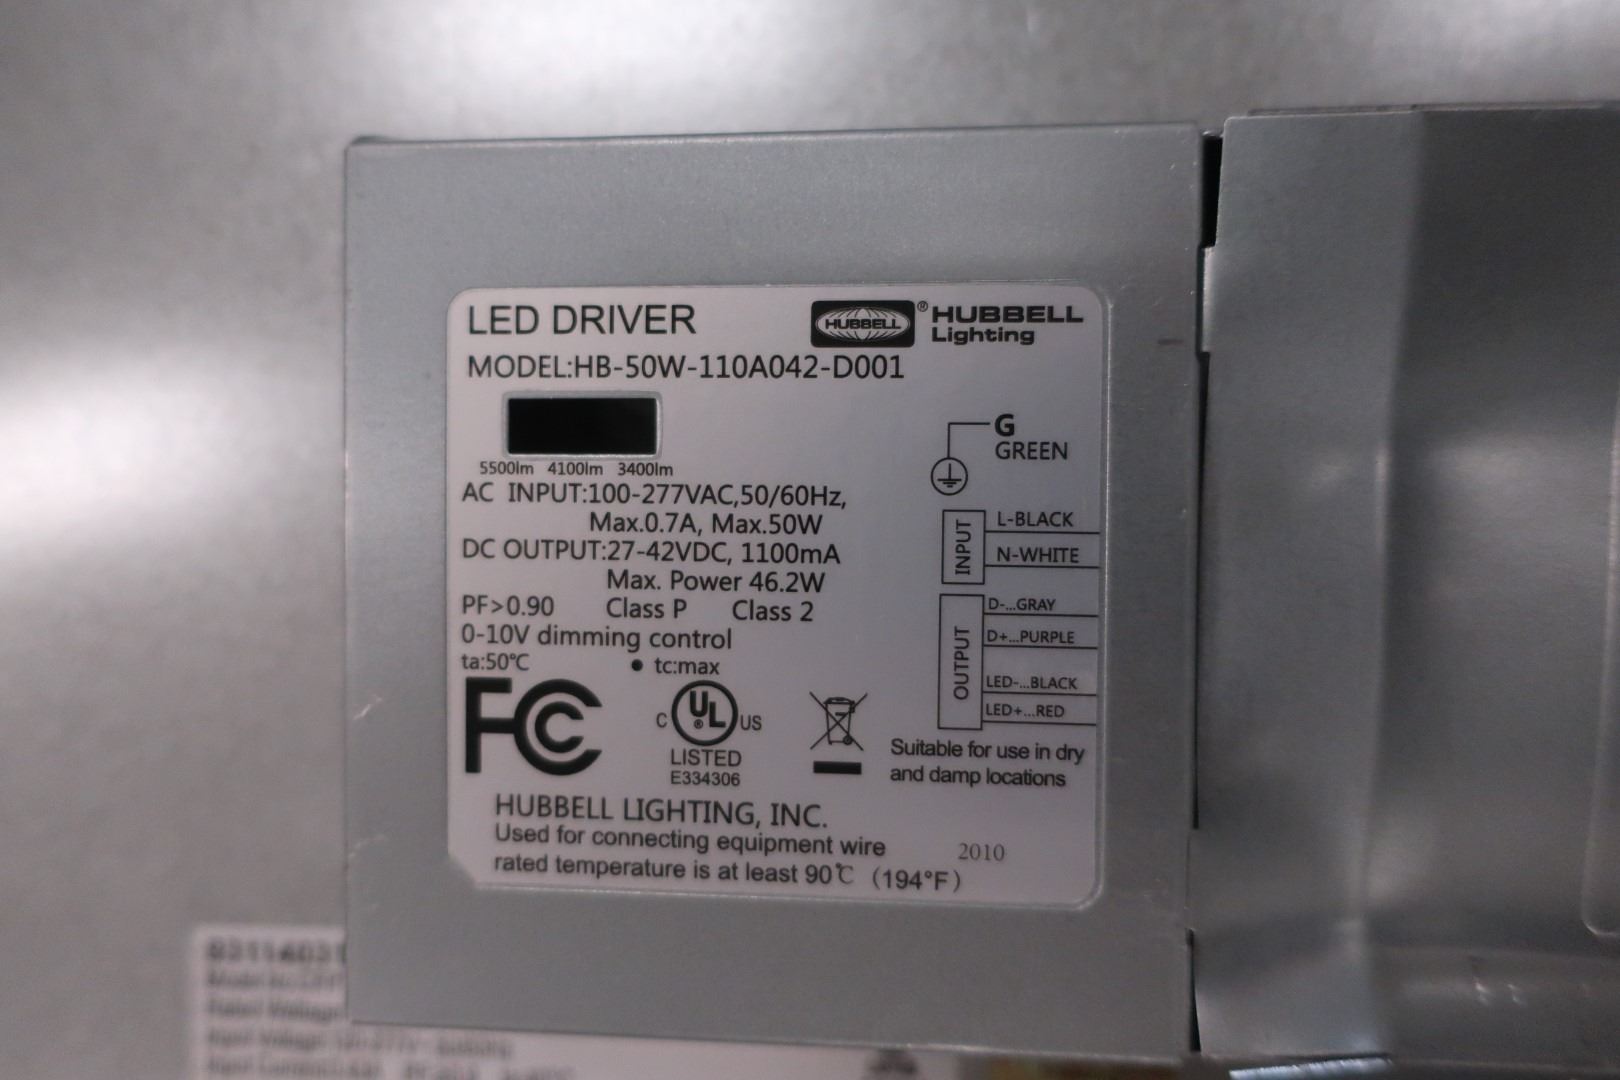 LED DRIVER
HUBBELL ® HUBBELL
Lighting
MODEL:HB-50W-110A042-D001
5500lm 4100lm 3400lm
AC INPUT:100-277VAC,50/60Hz,
Max.0.7A, Max.50W
DC OUTPUT:27-42VDC, 1100mA
Max. Power 46.2W
PF>0.90 Class P Class 2
0-10V dimming control
ta:50℃ • tc:max
G
GREEN
INPUT
L-BLACK
N-WHITE
OUTPUT
D-...GRAY
D+...PURPLE
LED-...BLACK
LED+...RED
FC
C UL ® US
LISTED
E334306
Suitable for use in dry
and damp locations
HUBBELL LIGHTING, INC.
Used for connecting equipment wire
rated temperature is at least 90℃ (194°F)
2010